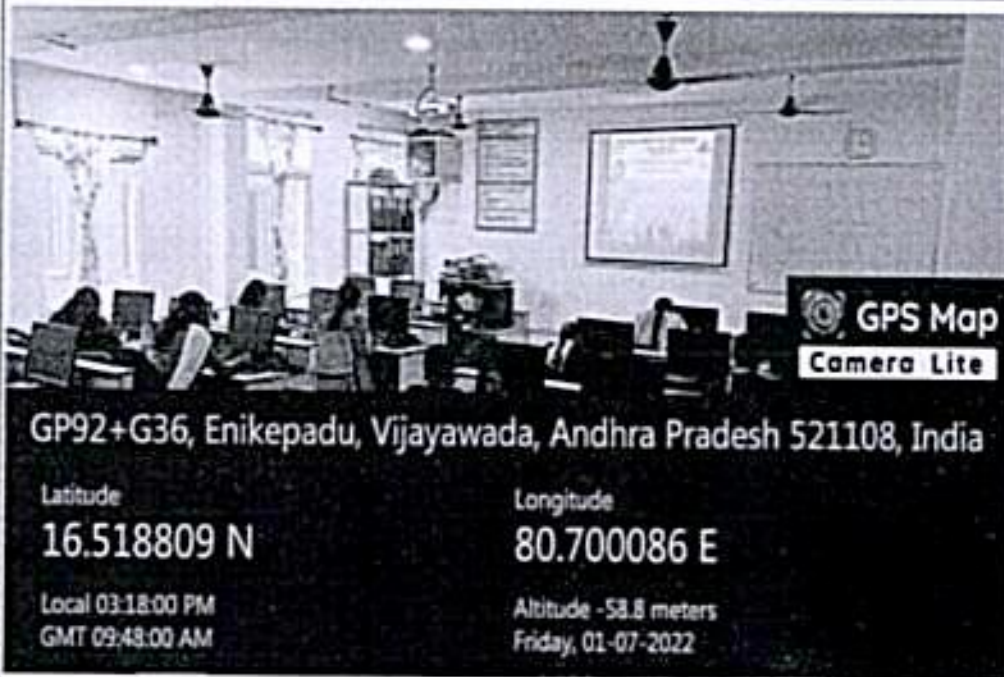 GPS Map
Camera Lite
GP92+G36, Enikepadu, Vijayawada, Andhra Pradesh 521108, India
Latitude
16.518809 N
Longitude
80.700086 E
Local 03:18:00 PM
GMT 09:48:00 AM
Altitude -58.8 meters
Friday, 01-07-2022